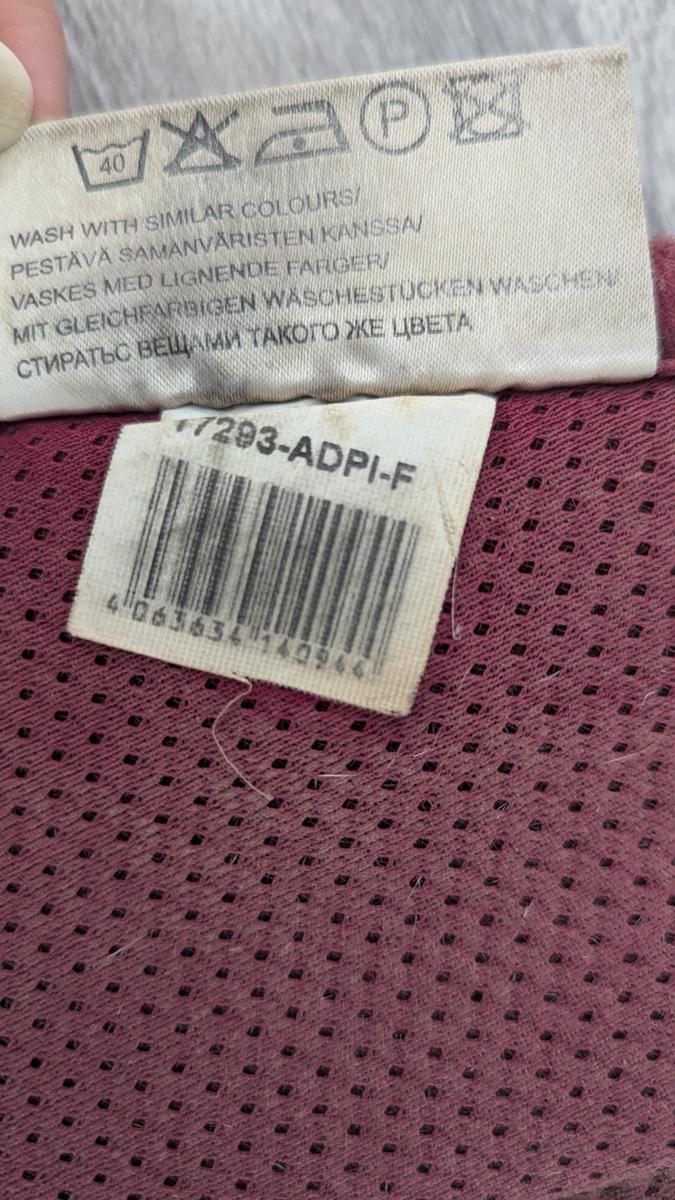 40
P
WASH WITH SIMILAR COLOURS/
PESTÄVÄ SAMANVÄRISTEN KANSSA/
VASKES MED LIGNENDE FARGER/
MIT GLEICHFARBIGEN WÄSCHESTÜCKEN WASCHEN/
СТИРАТЬС ВЕЩАМИ ТАКОГО ЖЕ ЦВЕТА
17293-ADPI-F
4 063634 140944